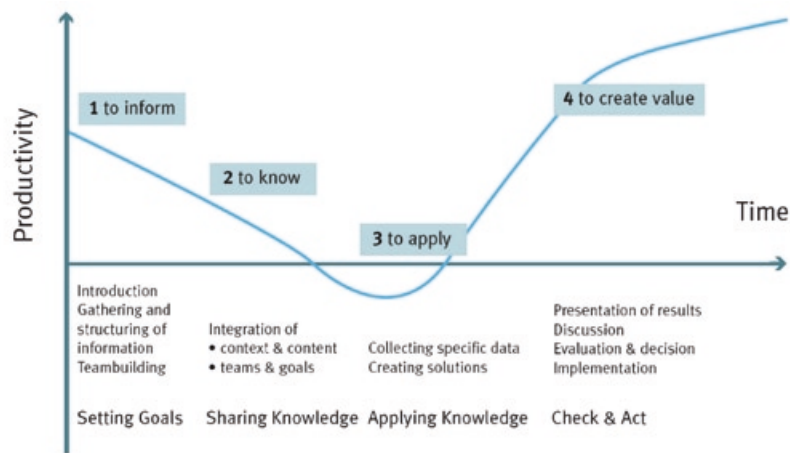 Productivity
1 to inform
2 to know
3 to apply
4 to create value
Time
Introduction
Gathering and
structuring of
information
Teambuilding
Setting Goals
Integration of
• context & content
• teams & goals
Sharing Knowledge
Collecting specific data
Creating solutions
Applying Knowledge
Presentation of results
Discussion
Evaluation & decision
Implementation
Check & Act